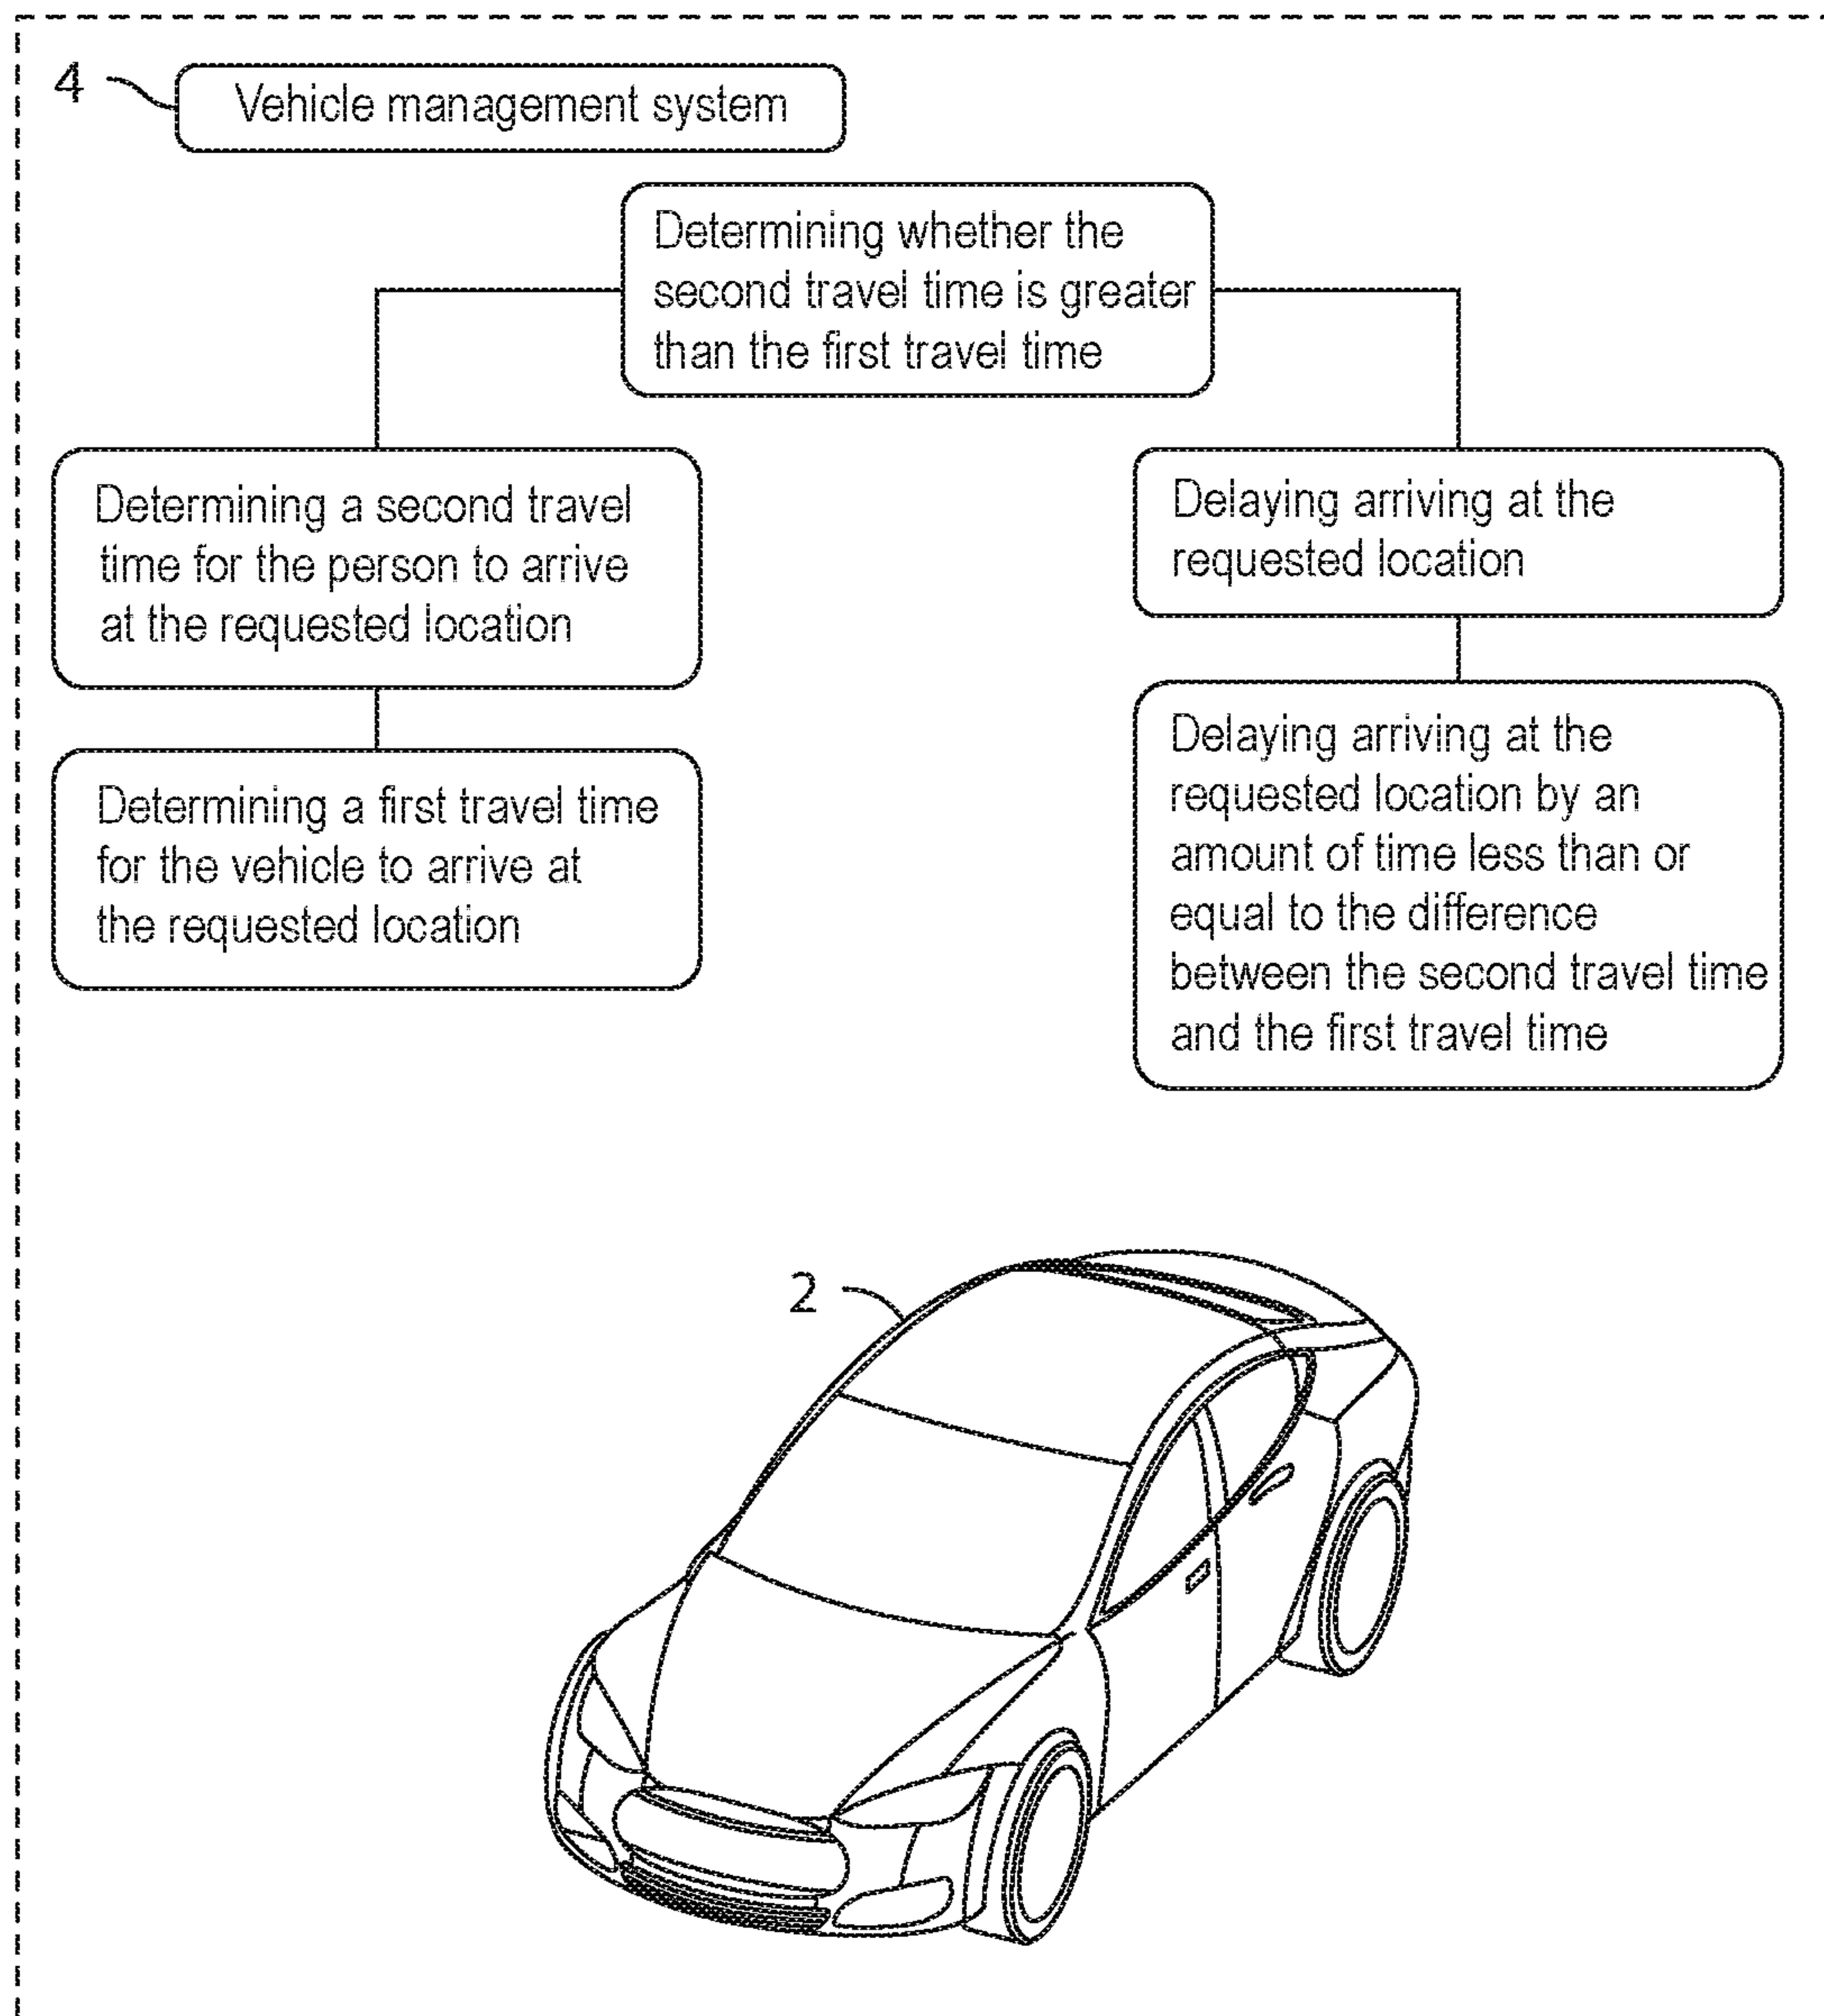 4
Vehicle management system
Determining whether the
second travel time is greater
than the first travel time
Determining a second travel
time for the person to arrive
at the requested location
Determining a first travel time
for the vehicle to arrive at
the requested location
Delaying arriving at the
requested location
Delaying arriving at the
requested location by an
amount of time less than or
equal to the difference
between the second travel time
and the first travel time
2